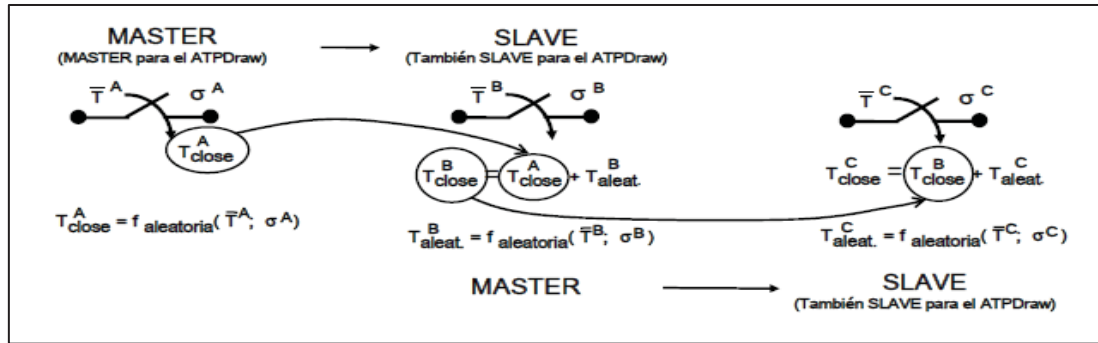 MASTER SLAVE
(MASTER para el ATPDraw) (También SLAVE para el ATPDraw)
T̅ᴬ σᴬ T̅ᴮ σᴮ T̅ᶜ σᶜ
Tᴬclose
Tᴮclose = Tᴬclose + Tᴮaleat. Tᶜclose = Tᴮclose + Tᶜaleat.
Tᴬclose = f aleatoria( T̅ᴬ; σᴬ) Tᴮaleat. = f aleatoria( T̅ᴮ; σᴮ) Tᶜaleat. = f aleatoria( T̅ᶜ; σᶜ)
MASTER SLAVE
(También SLAVE para el ATPDraw)